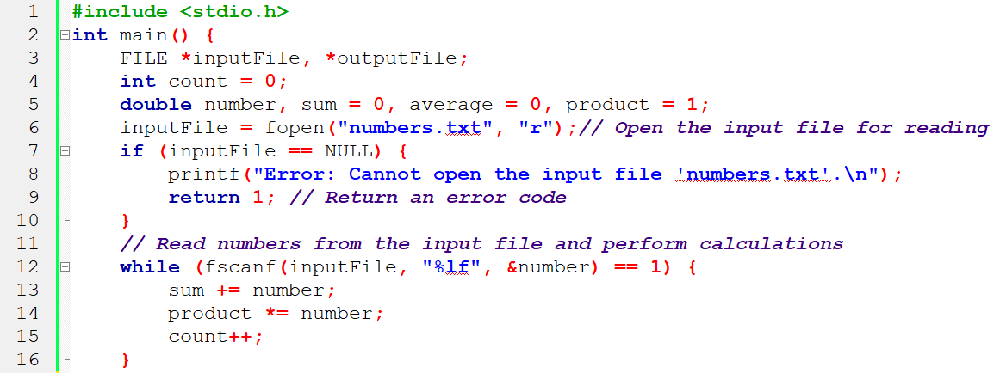 1 #include <stdio.h>
2 int main() {
3 FILE *inputFile, *outputFile;
4 int count = 0;
5 double number, sum = 0, average = 0, product = 1;
6 inputFile = fopen("numbers.txt", "r");// Open the input file for reading
7 if (inputFile == NULL) {
8 printf("Error: Cannot open the input file 'numbers.txt'.\n");
9 return 1; // Return an error code
10 }
11 // Read numbers from the input file and perform calculations
12 while (fscanf(inputFile, "%lf", &number) == 1) {
13 sum += number;
14 product *= number;
15 count++;
16 }